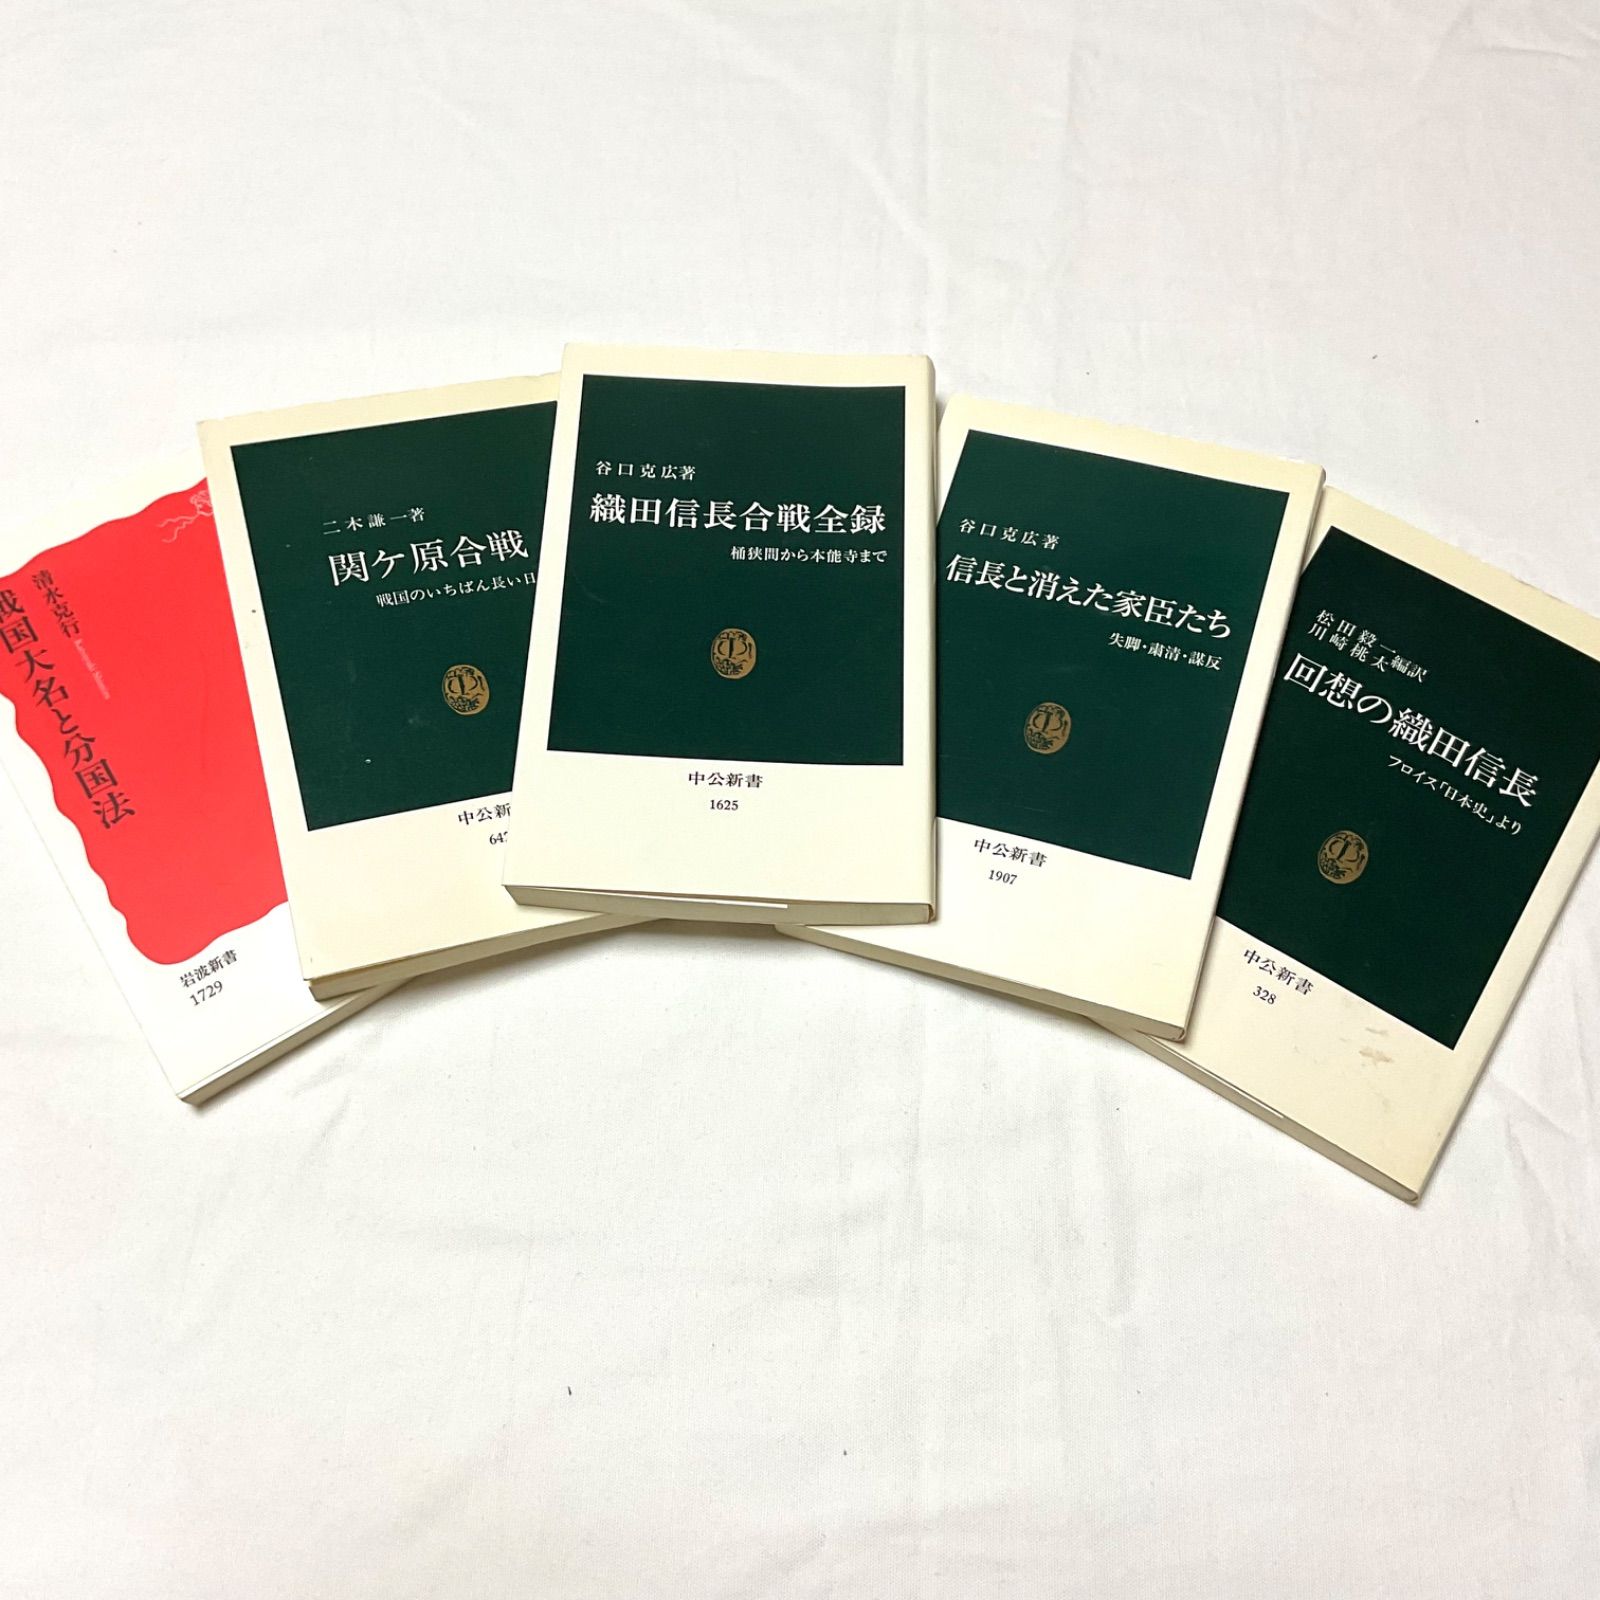 清水克行
戦国大名と分国法
岩波新書
1729
二木謙一著
関ケ原合戦
戦国のいちばん長い日
中公新
64
谷口克広著
織田信長合戦全録
桶狭間から本能寺まで
中公新書
1625
谷口克広著
信長と消えた家臣たち
失脚・粛清・謀反
中公新書
1907
松田毅一
川崎桃太編訳
回想の織田信長
フロイス「日本史」より
中公新書
328